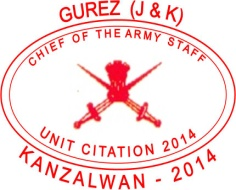 GUREZ (J & K)
CHIEF OF THE ARMY STAFF
UNIT CITATION 2014
KANZALWAN - 2014